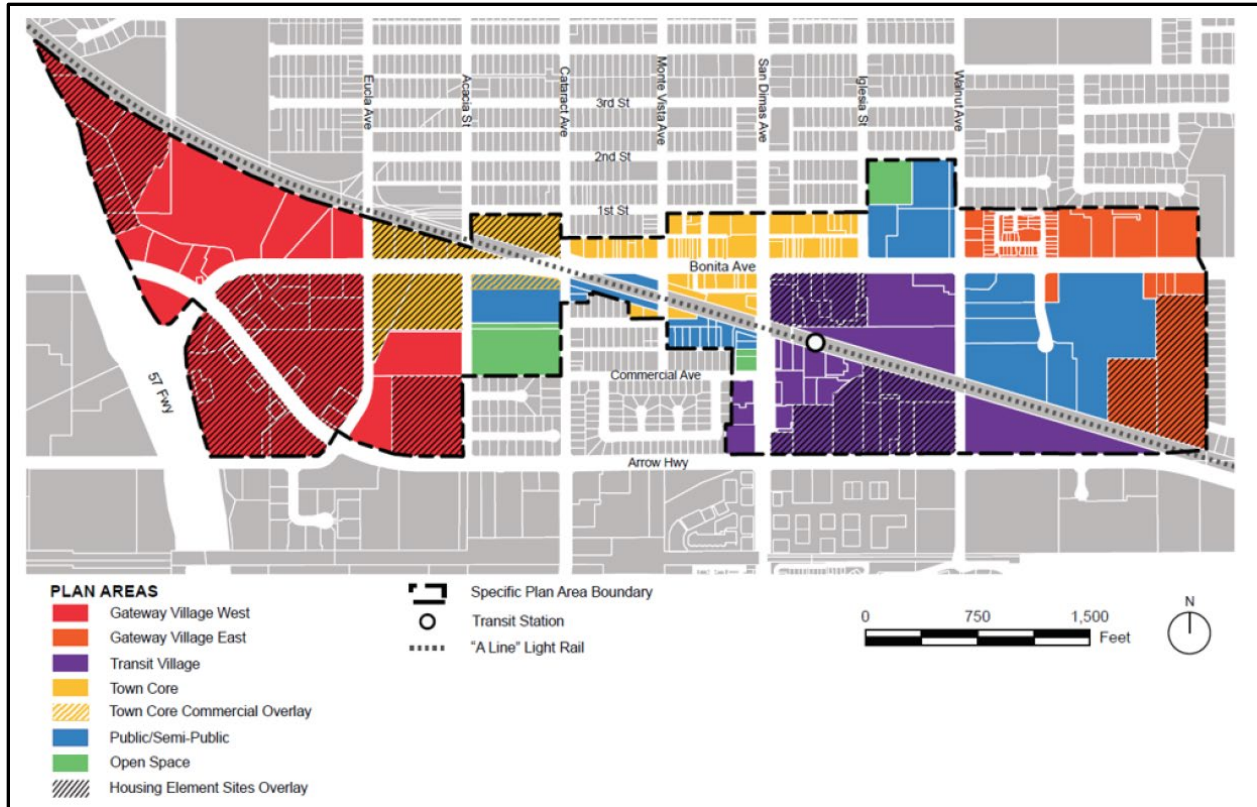 Eucla Ave
Acacia St
Cataract Ave
Monte Vista Ave
San Dimas Ave
Iglesia St
Walnut Ave
3rd St
2nd St
1st St
Bonita Ave
Commercial Ave
57 Fwy
Arrow Hwy
PLAN AREAS
Gateway Village West
Gateway Village East
Transit Village
Town Core
Town Core Commercial Overlay
Public/Semi-Public
Open Space
Housing Element Sites Overlay
Specific Plan Area Boundary
Transit Station
"A Line" Light Rail
0 750 1,500
Feet
N